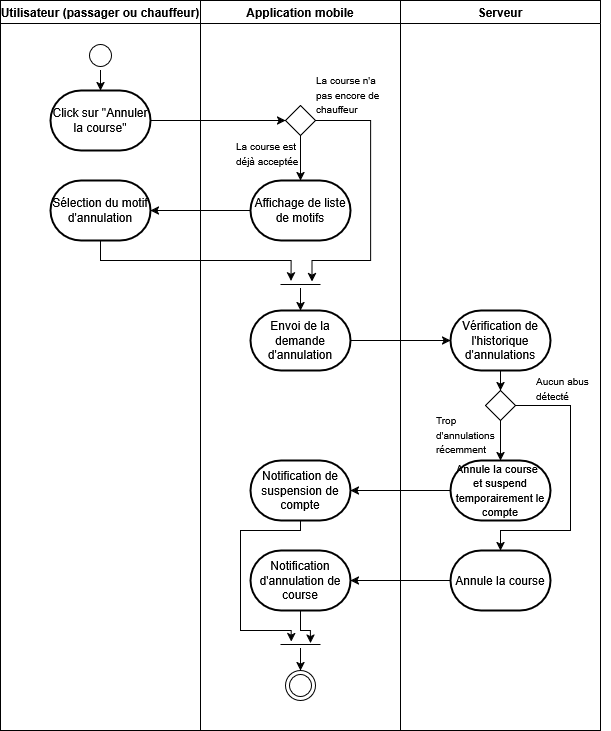 Utilisateur (passager ou chauffeur)
Application mobile
Serveur
La course n'a
pas encore de
chauffeur
Click sur "Annuler
la course"
La course est
déjà acceptée
Sélection du motif
d'annulation
Affichage de liste
de motifs
Envoi de la
demande
d'annulation
Vérification de
l'historique
d'annulations
Aucun abus
détecté
Trop
d'annulations
récemment
Notification de
suspension de
compte
Annule la course
et suspend
temporairement le
compte
Notification
d'annulation de
course
Annule la course